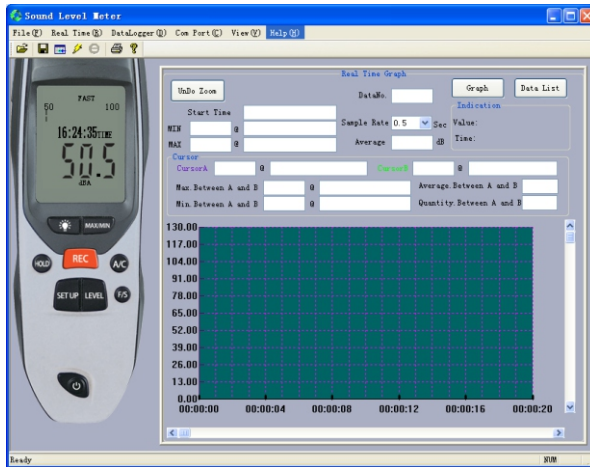 Sound Level Meter
File(F) Real Time(R) DataLogger(D) Com Port(C) View(V) Help(H)
FAST
50 100
16:24:35TIME
50.5
dBA
MAX/MIN
HOLD REC A/C
SETUP LEVEL F/S
Real Time Graph
UnDo Zoom DataNo. Graph Data List
Start Time
Indication
MIN @ Sample Rate 0.5 Sec Value:
MAX @ Average dB Time:
Cursor
CursorA @ CursorB @
Max.Between A and B @ Average.Between A and B
Min.Between A and B @ Quantity.Between A and B
130.00
117.00
104.00
91.00
78.00
65.00
52.00
39.00
26.00
13.00
0.00
00:00:00 00:00:04 00:00:08 00:00:12 00:00:16 00:00:20
Ready NUM